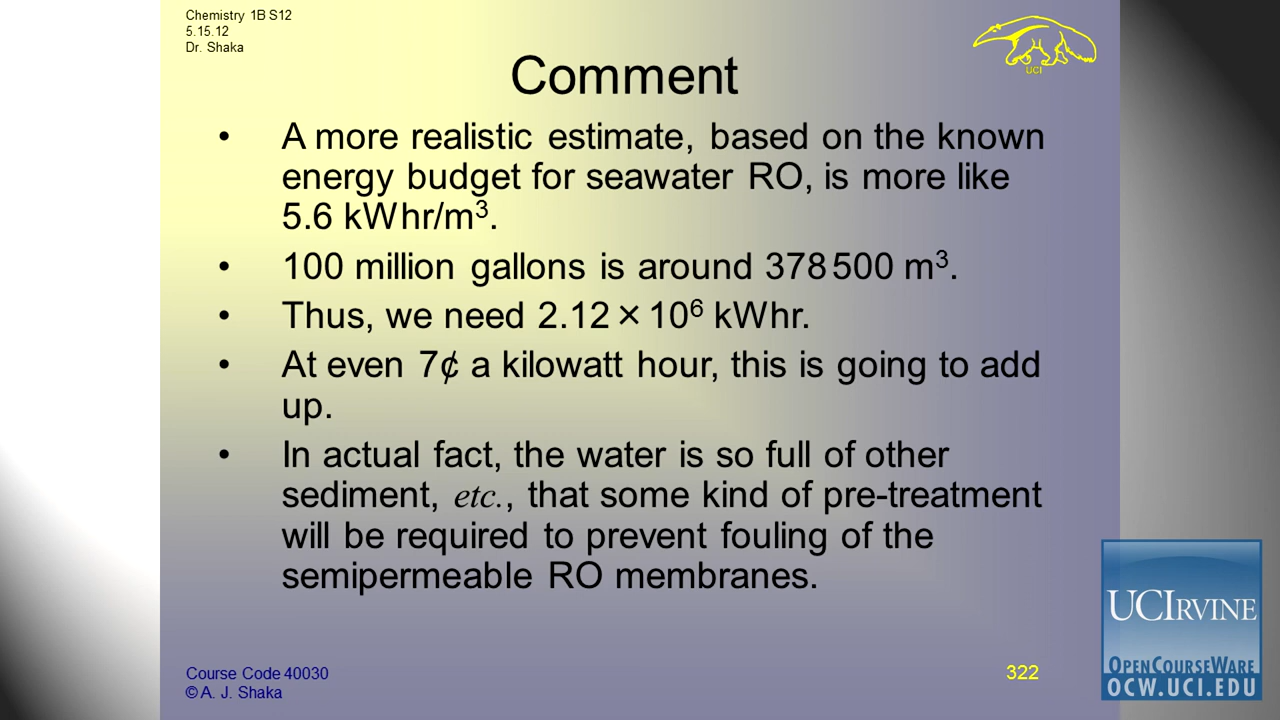 Chemistry 1B S12
5.15.12
Dr. Shaka
UCI
Comment
• A more realistic estimate, based on the known
energy budget for seawater RO, is more like
5.6 kWhr/m³.
• 100 million gallons is around 378 500 m³.
• Thus, we need 2.12 × 10⁶ kWhr.
• At even 7¢ a kilowatt hour, this is going to add
up.
• In actual fact, the water is so full of other
sediment, etc., that some kind of pre-treatment
will be required to prevent fouling of the
semipermeable RO membranes.
UCIRVINE
OPENCOURSEWARE
OCW.UCI.EDU
Course Code 40030
© A. J. Shaka
322